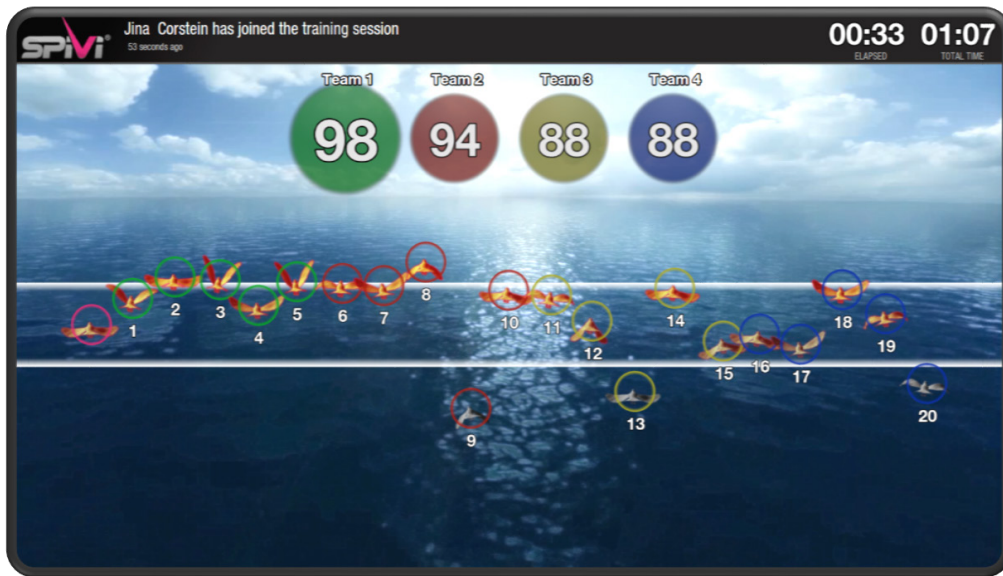 SPiVi®
Jina Corstein has joined the training session
53 seconds ago
00:33 01:07
ELAPSED TOTAL TIME
Team 1 Team 2 Team 3 Team 4
98 94 88 88
1 2 3 4 5 6 7 8 9 10 11 12 13 14 15 16 17 18 19 20